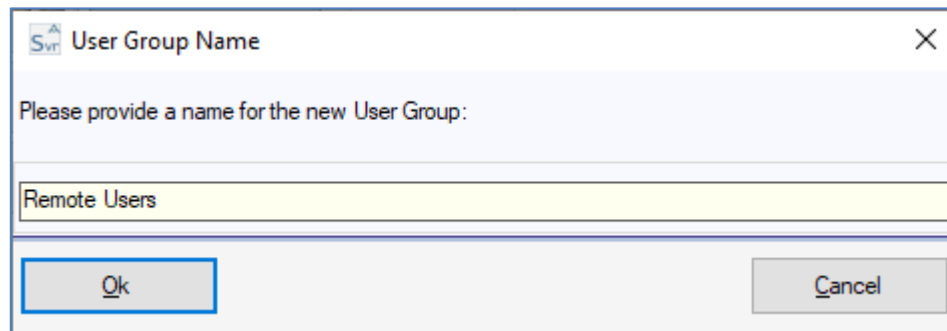 Svr A User Group Name
Please provide a name for the new User Group:
Remote Users
Ok
Cancel